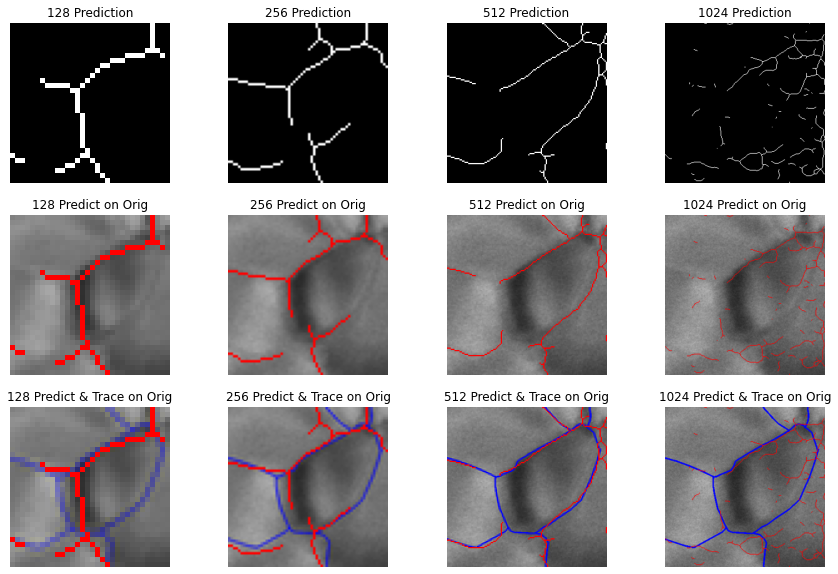 128 Prediction
256 Prediction
512 Prediction
1024 Prediction
128 Predict on Orig
256 Predict on Orig
512 Predict on Orig
1024 Predict on Orig
128 Predict & Trace on Orig
256 Predict & Trace on Orig
512 Predict & Trace on Orig
1024 Predict & Trace on Orig